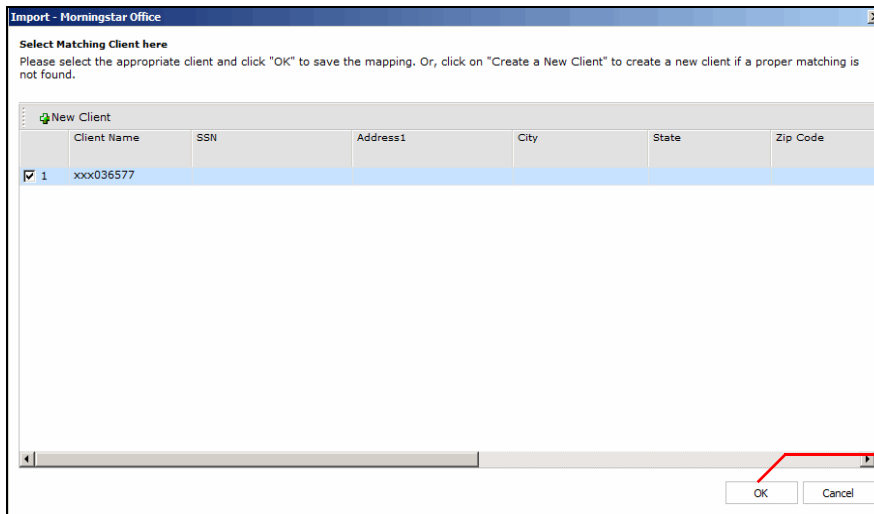 Import - Morningstar Office
Select Matching Client here
Please select the appropriate client and click "OK" to save the mapping. Or, click on "Create a New Client" to create a new client if a proper matching is
not found.
New Client
Client Name SSN Address1 City State Zip Code
1 xxx036577
OK Cancel